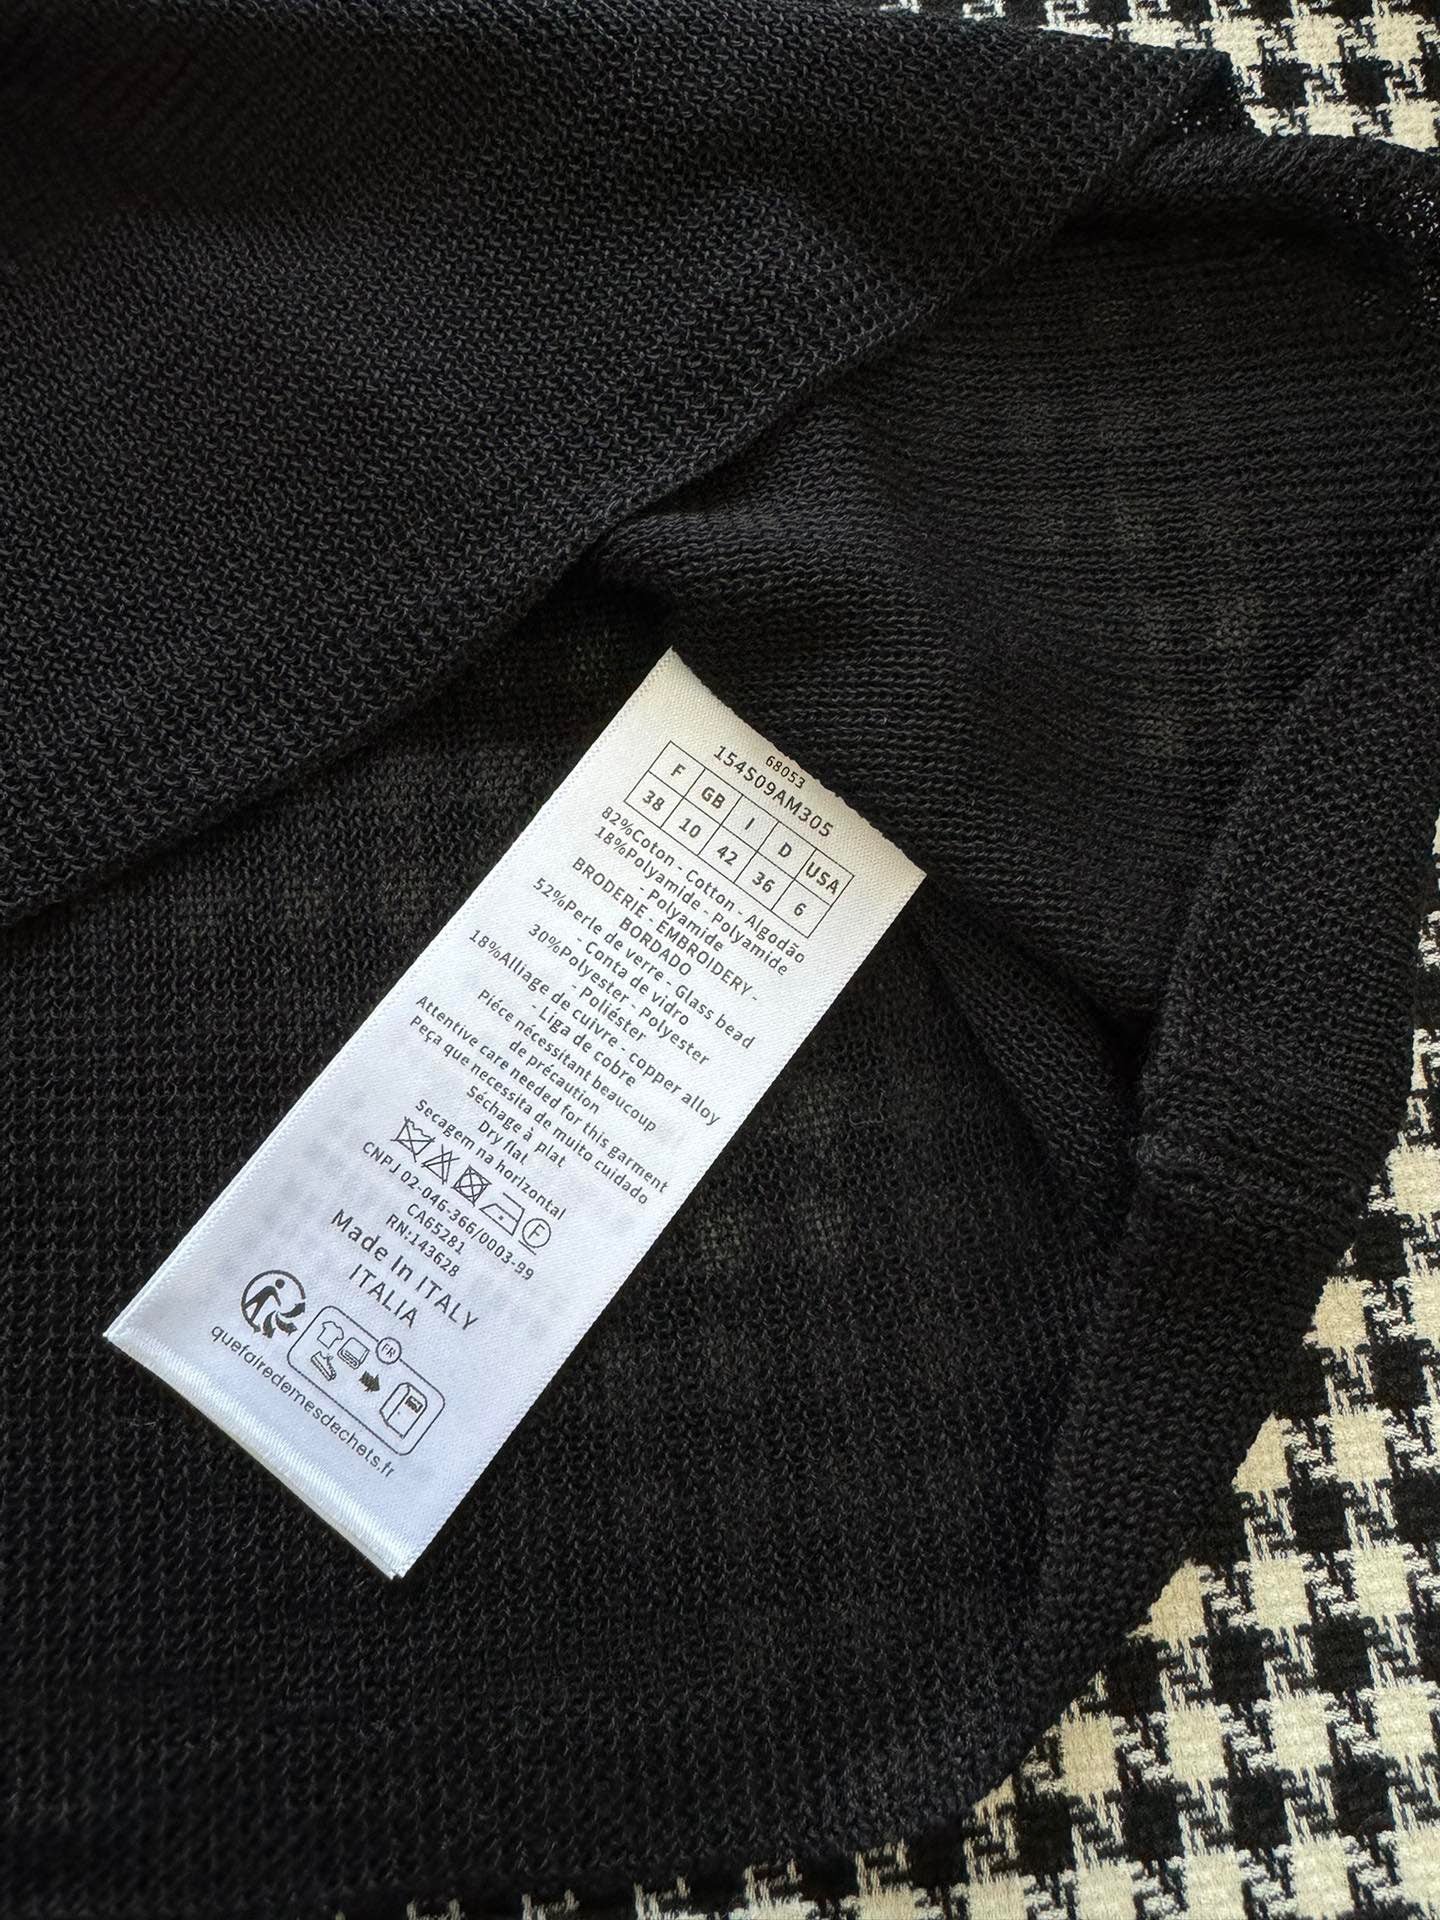 68053
154S09AM305
F GB I D USA
38 10 42 36 6
82%Coton - Cotton - Algodão
18%Polyamide - Polyamide
- Polyamide
BRODERIE - EMBROIDERY -
BORDADO
52%Perle de verre - Glass bead
- Conta de vidro
30%Polyester - Polyester
- Poliéster
18%Alliage de cuivre - copper alloy
- Liga de cobre
Piéce nécessitant beaucoup
de précaution
Attentive care needed for this garment
Peça que necessita de muito cuidado
Séchage à plat
Dry flat
Secagem na horizontal
F
CNPJ 02-046-366/0003-99
CA65281
RN:143628
Made In ITALY
ITALIA
FR
quefairedemesdechets.fr